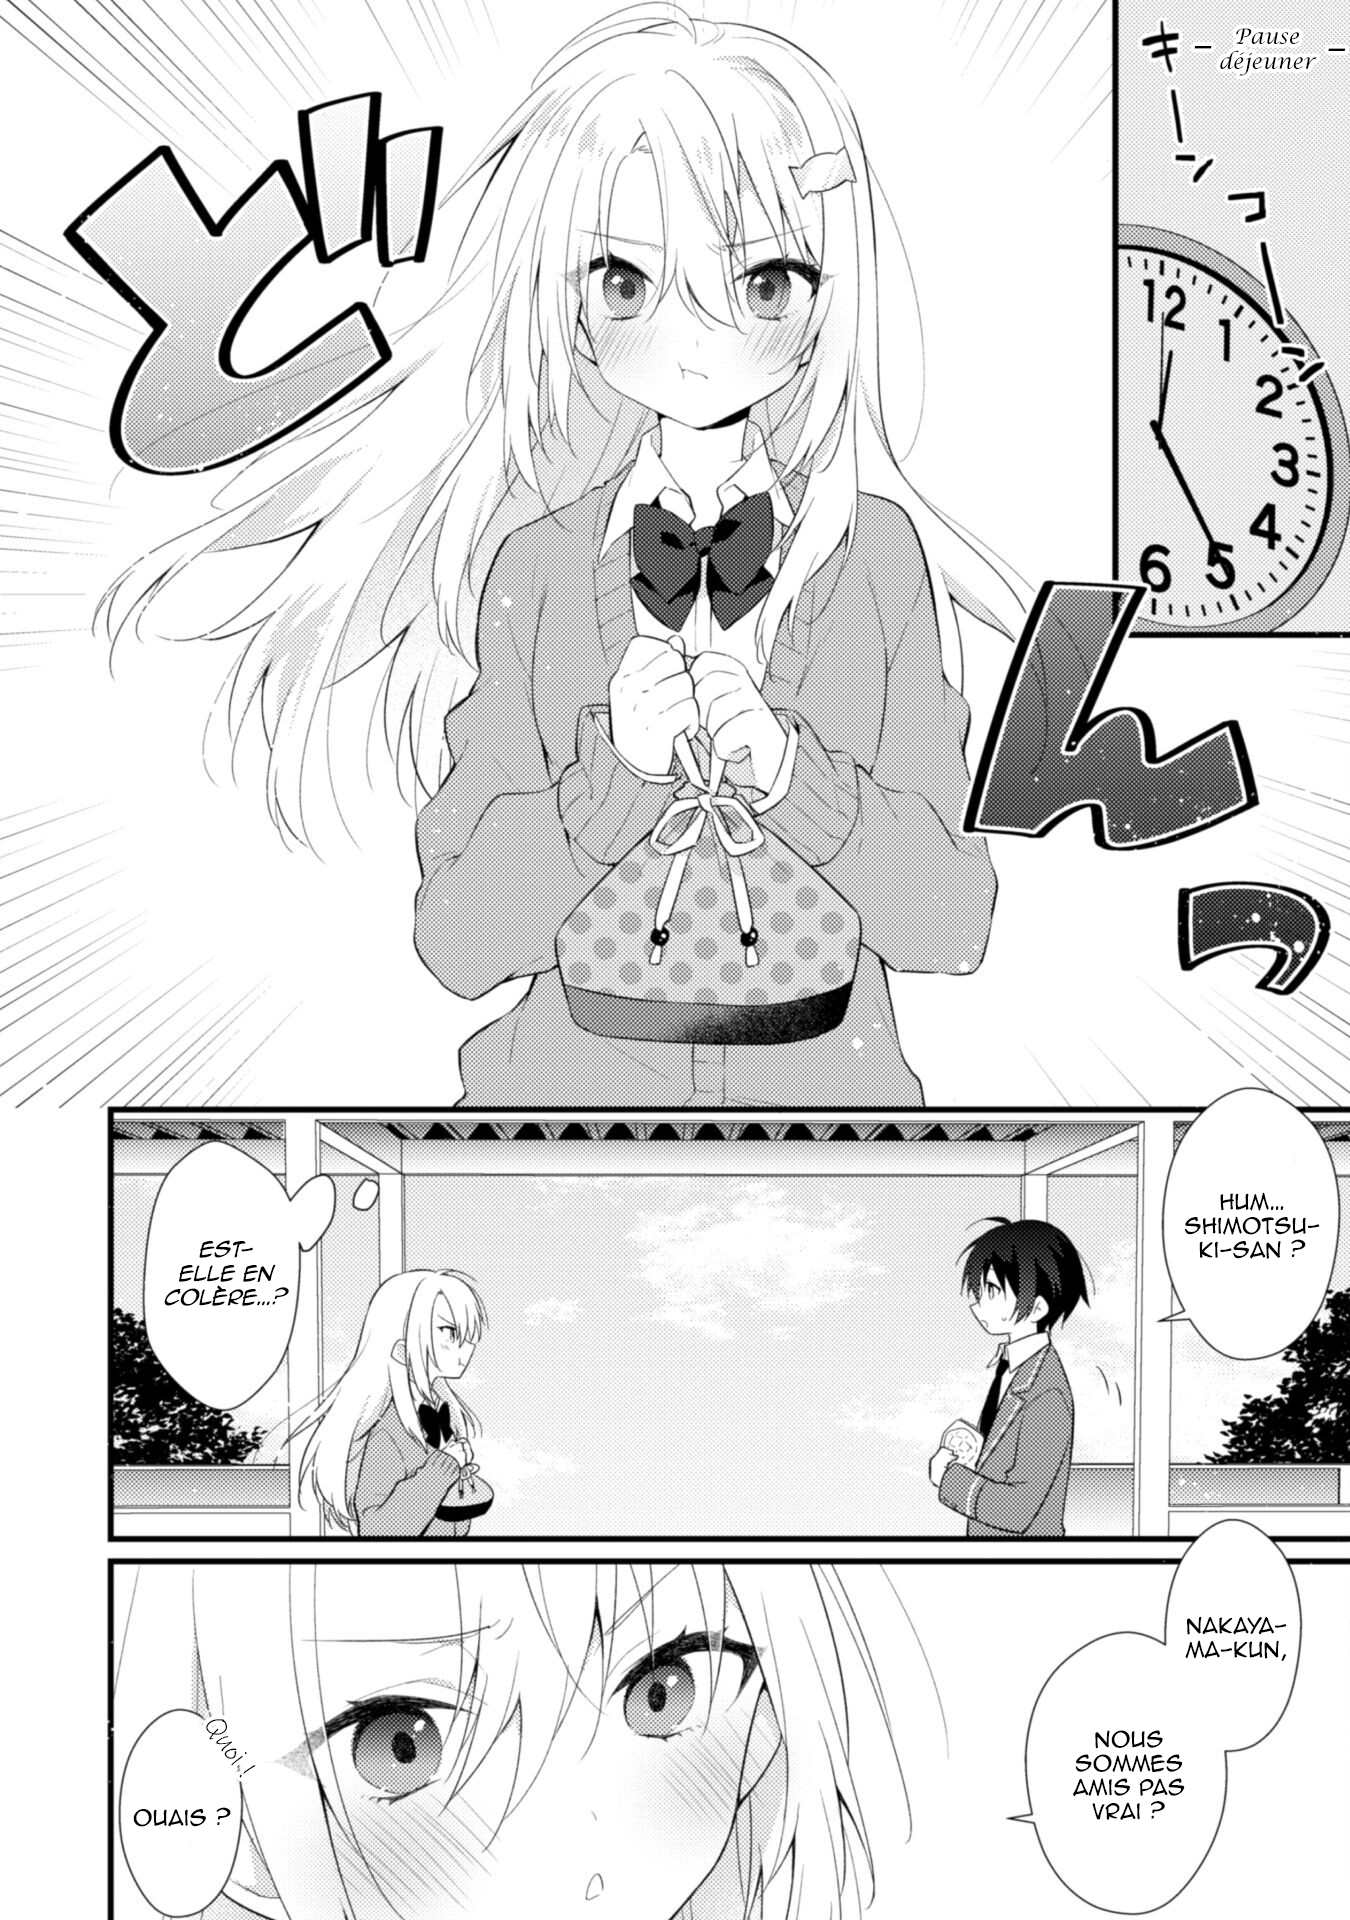 Pause
déjeuner
キーンコーン
12
1
2
3
4
5
6
どどんっ
HUM...
SHIMOTSU-
KI-SAN ?
EST-
ELLE EN
COLÈRE...?
NAKAYA-
MA-KUN,
NOUS
SOMMES
AMIS PAS
VRAI ?
Quoi !
OUAIS ?